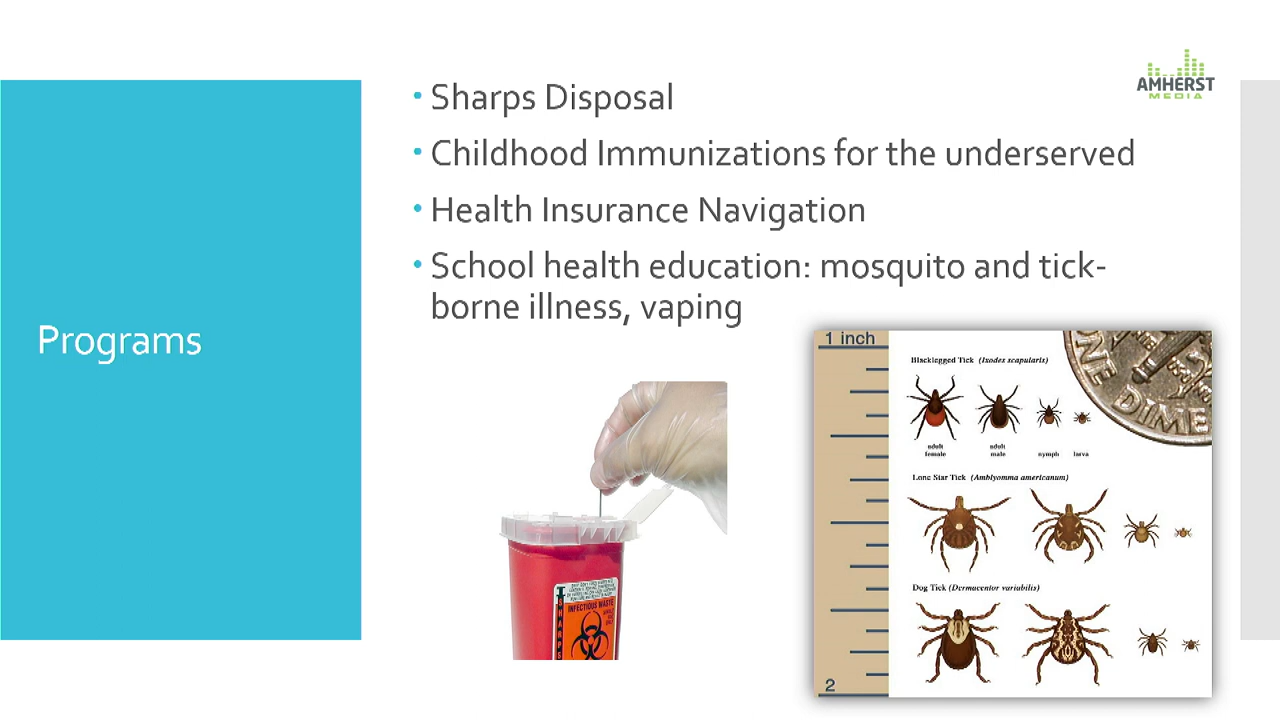 AMHERST
MEDIA
• Sharps Disposal
• Childhood Immunizations for the underserved
• Health Insurance Navigation
• School health education: mosquito and tick-
borne illness, vaping
Programs
1 inch
2
Blacklegged Tick (Ixodes scapularis)
adult
female
adult
male
nymph
larva
ONE DIME
Lone Star Tick (Amblyomma americanum)
Dog Tick (Dermacentor variabilis)
INFECTIOUS WASTE
SHARPS